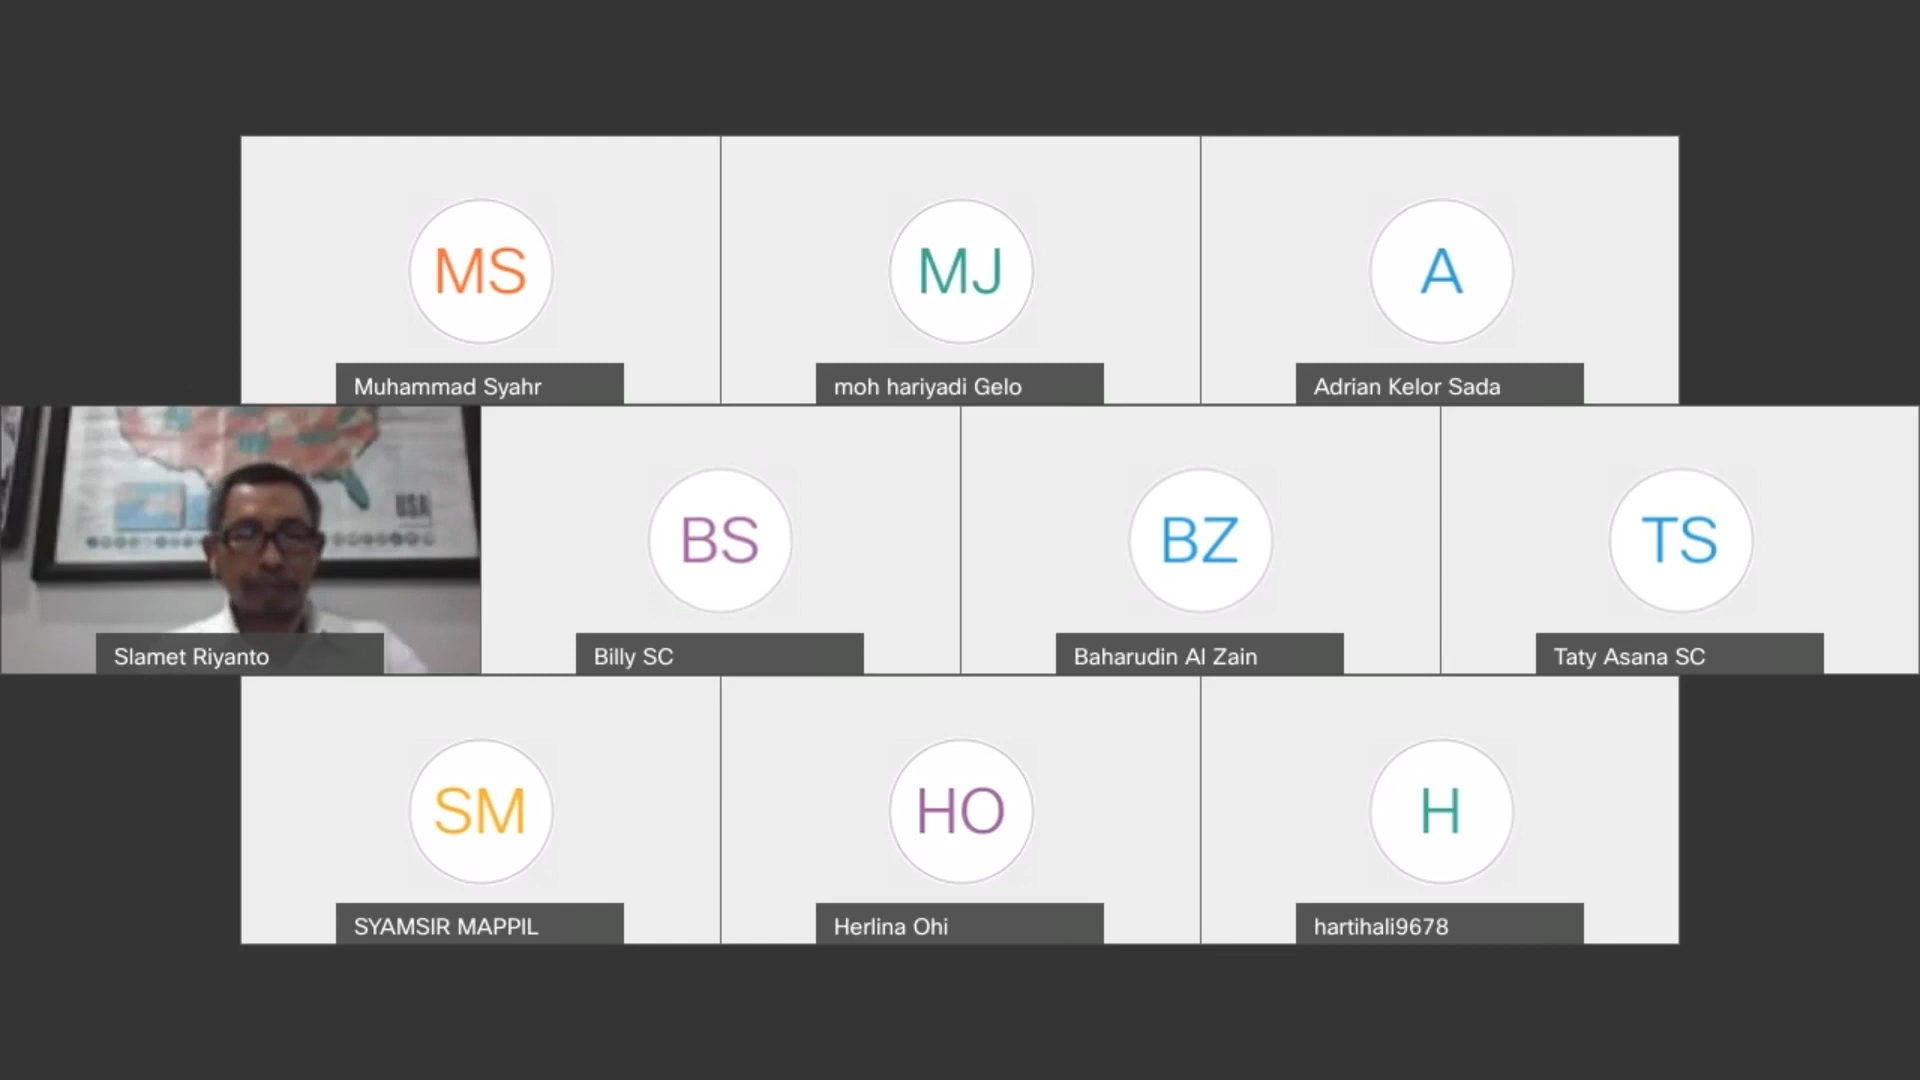 MS
Muhammad Syahr
MJ
moh hariyadi Gelo
A
Adrian Kelor Sada
USA
Slamet Riyanto
BS
Billy SC
BZ
Baharudin Al Zain
TS
Taty Asana SC
SM
SYAMSIR MAPPIL
HO
Herlina Ohi
H
hartihali9678